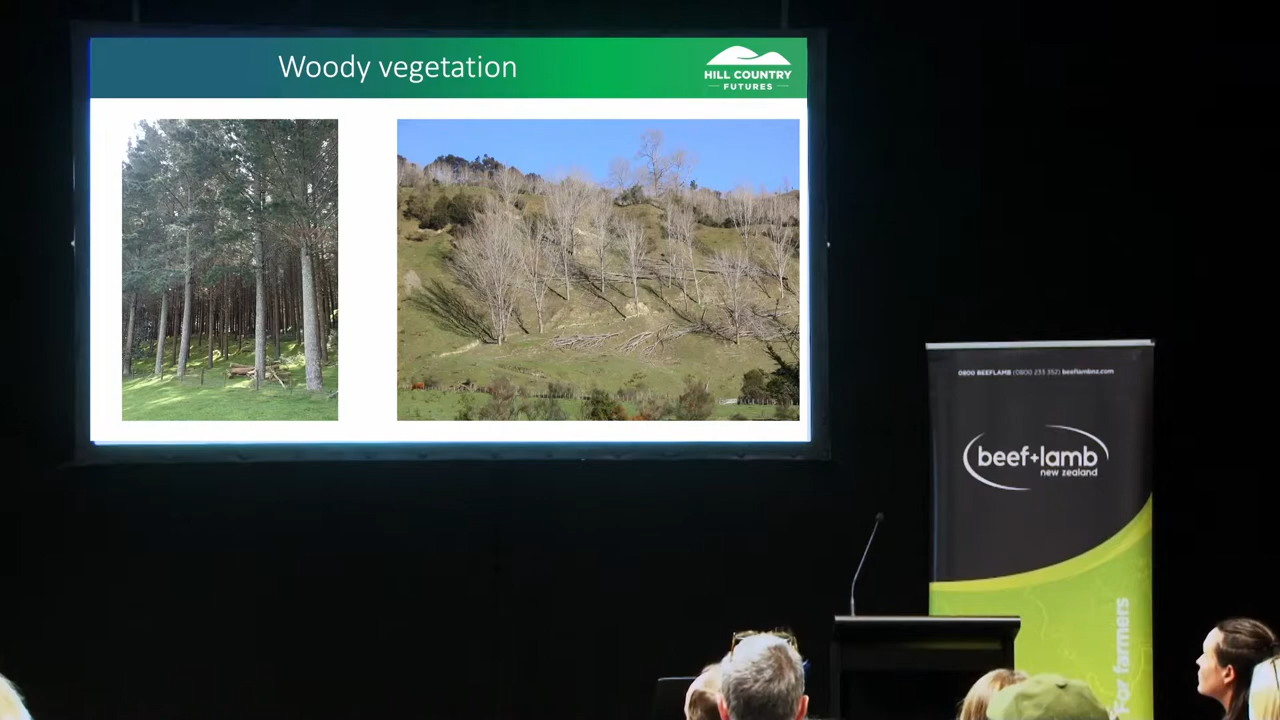 Woody vegetation
HILL COUNTRY
FUTURES
0800 BEEFLAMB (0800 233 352) beeflambnz.com
beef+lamb
new zealand
For farmers